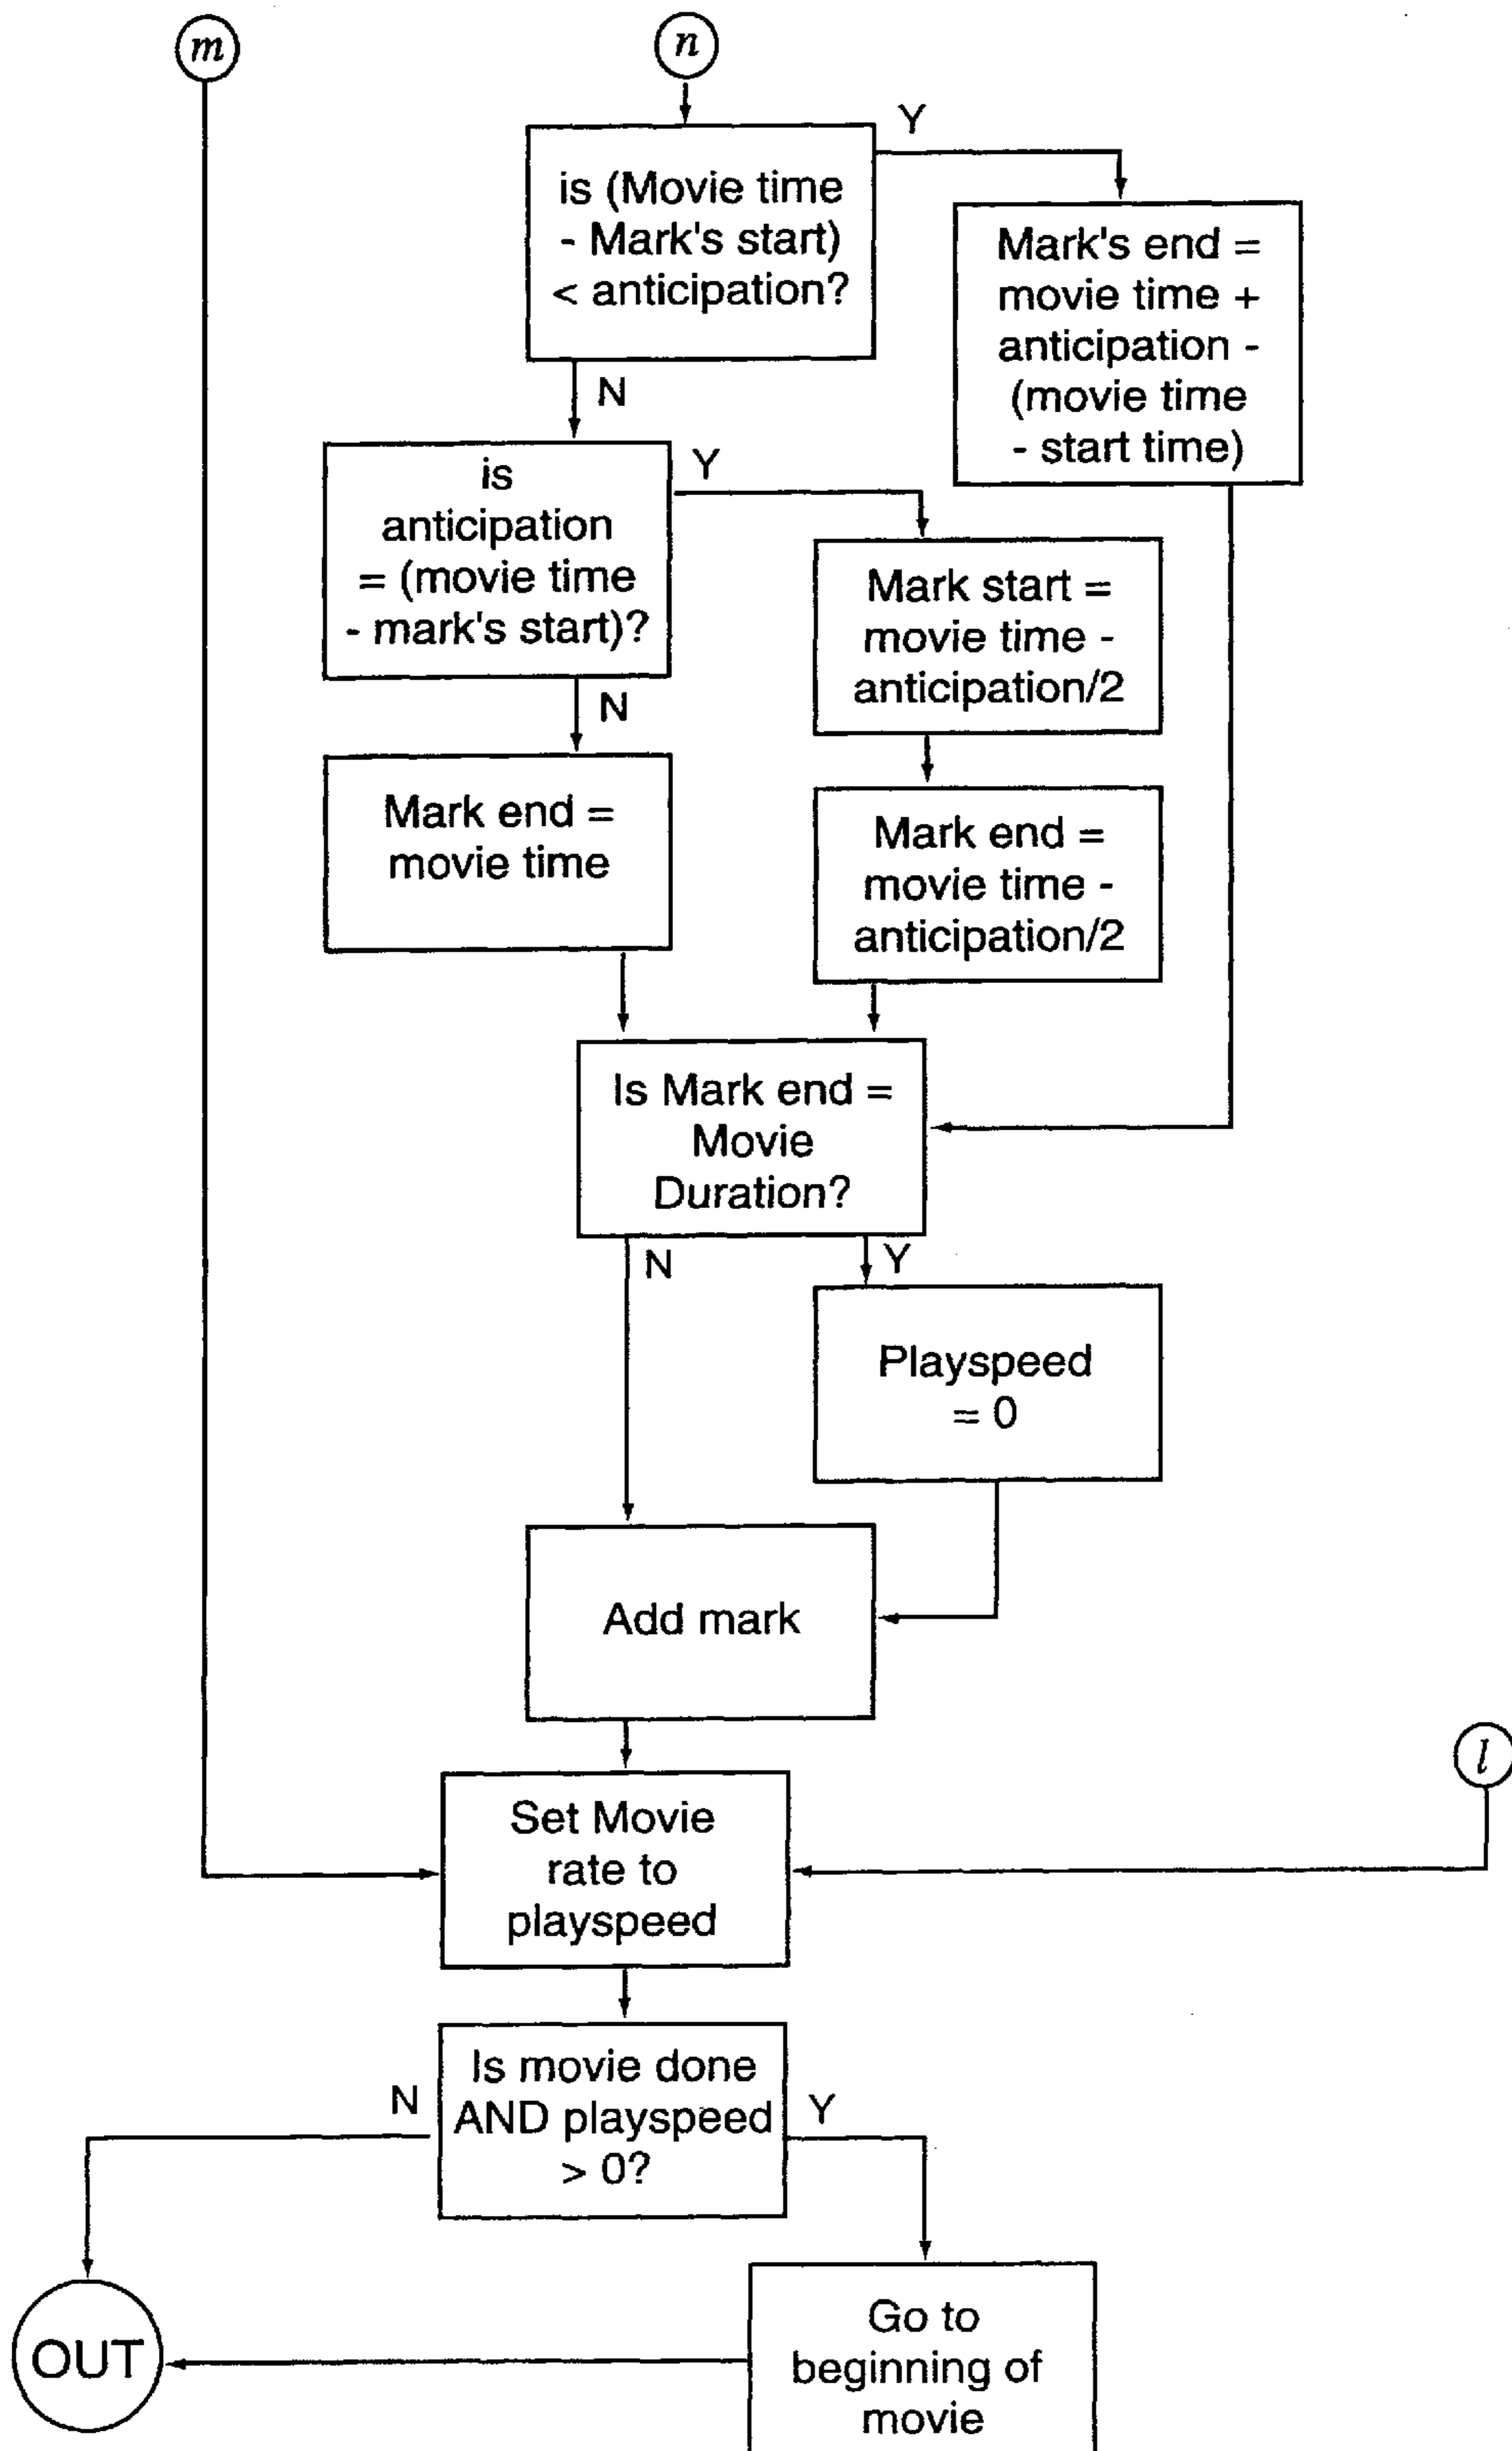 m
n
Y
is (Movie time
- Mark's start)
< anticipation?
Mark's end =
movie time +
anticipation -
(movie time
- start time)
N
is
anticipation
= (movie time
- mark's start)?
Y
Mark start =
movie time -
anticipation/2
N
Mark end =
movie time
Mark end =
movie time -
anticipation/2
Is Mark end =
Movie
Duration?
N
Y
Playspeed
= 0
Add mark
l
Set Movie
rate to
playspeed
Is movie done
AND playspeed
> 0?
N
Y
OUT
Go to
beginning of
movie